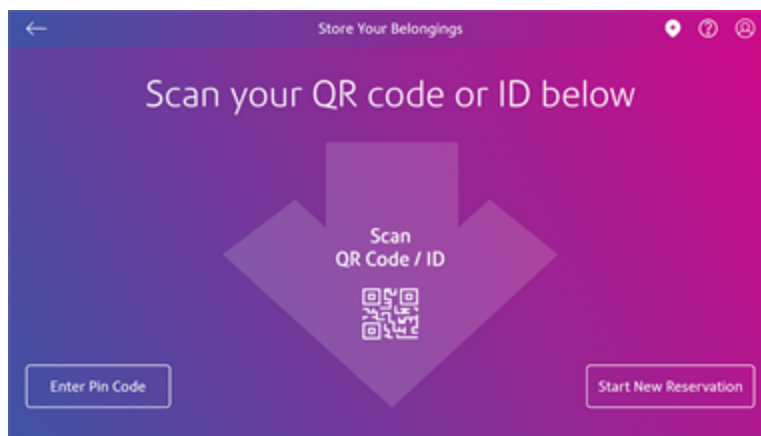 Store Your Belongings
Scan your QR code or ID below
Scan
QR Code / ID
Enter Pin Code
Start New Reservation